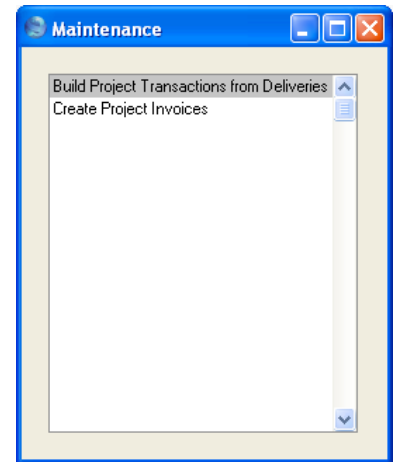 Maintenance
Build Project Transactions from Deliveries
Create Project Invoices